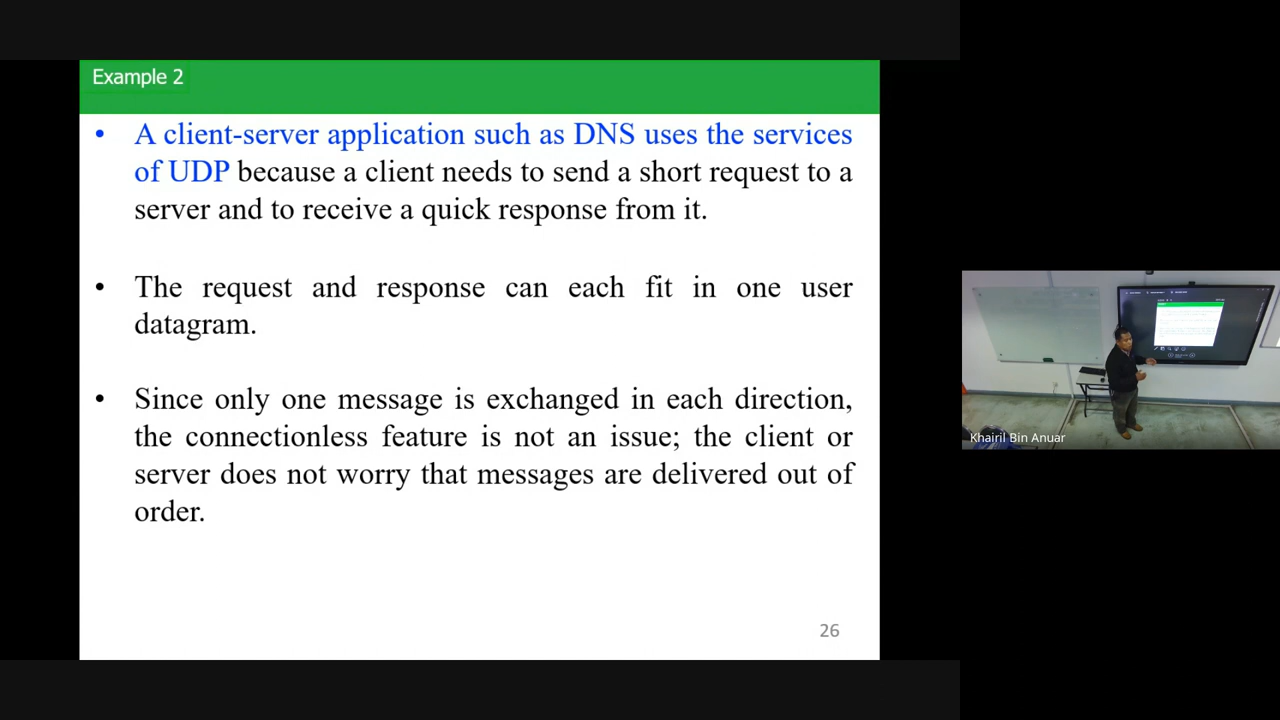 Example 2
• A client-server application such as DNS uses the services
of UDP because a client needs to send a short request to a
server and to receive a quick response from it.
• The request and response can each fit in one user
datagram.
• Since only one message is exchanged in each direction,
the connectionless feature is not an issue; the client or
server does not worry that messages are delivered out of
order.
26
Khairil Bin Anuar